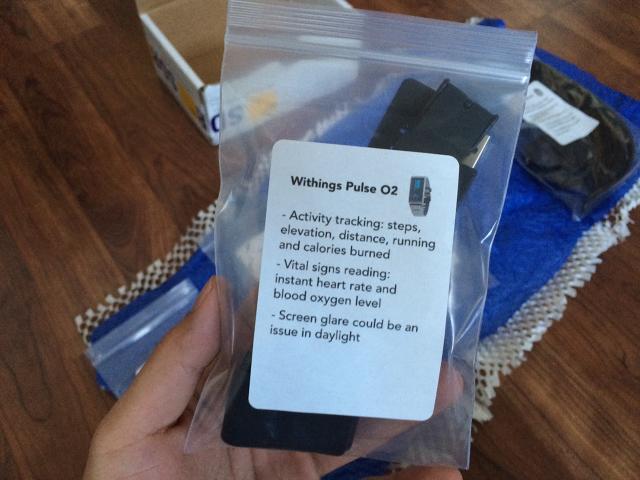 Withings Pulse O2
- Activity tracking: steps,
elevation, distance, running
and calories burned
- Vital signs reading:
instant heart rate and
blood oxygen level
- Screen glare could be an
issue in daylight